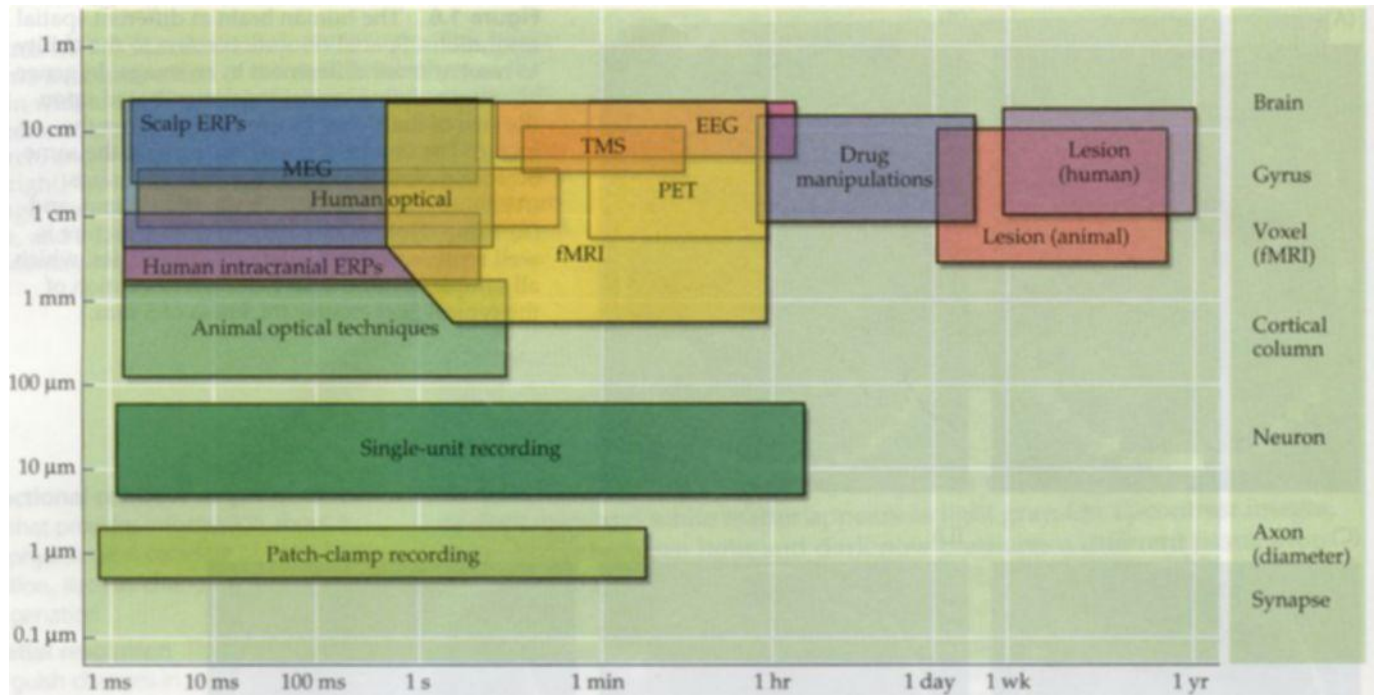 1 m
10 cm
1 cm
1 mm
100 µm
10 µm
1 µm
0.1 µm
Scalp ERPs
MEG
Human optical
Human intracranial ERPs
Animal optical techniques
EEG
TMS
PET
fMRI
Drug
manipulations
Lesion
(human)
Lesion (animal)
Single-unit recording
Patch-clamp recording
1 ms
10 ms
100 ms
1 s
1 min
1 hr
1 day
1 wk
1 yr
Brain
Gyrus
Voxel
(fMRI)
Cortical
column
Neuron
Axon
(diameter)
Synapse